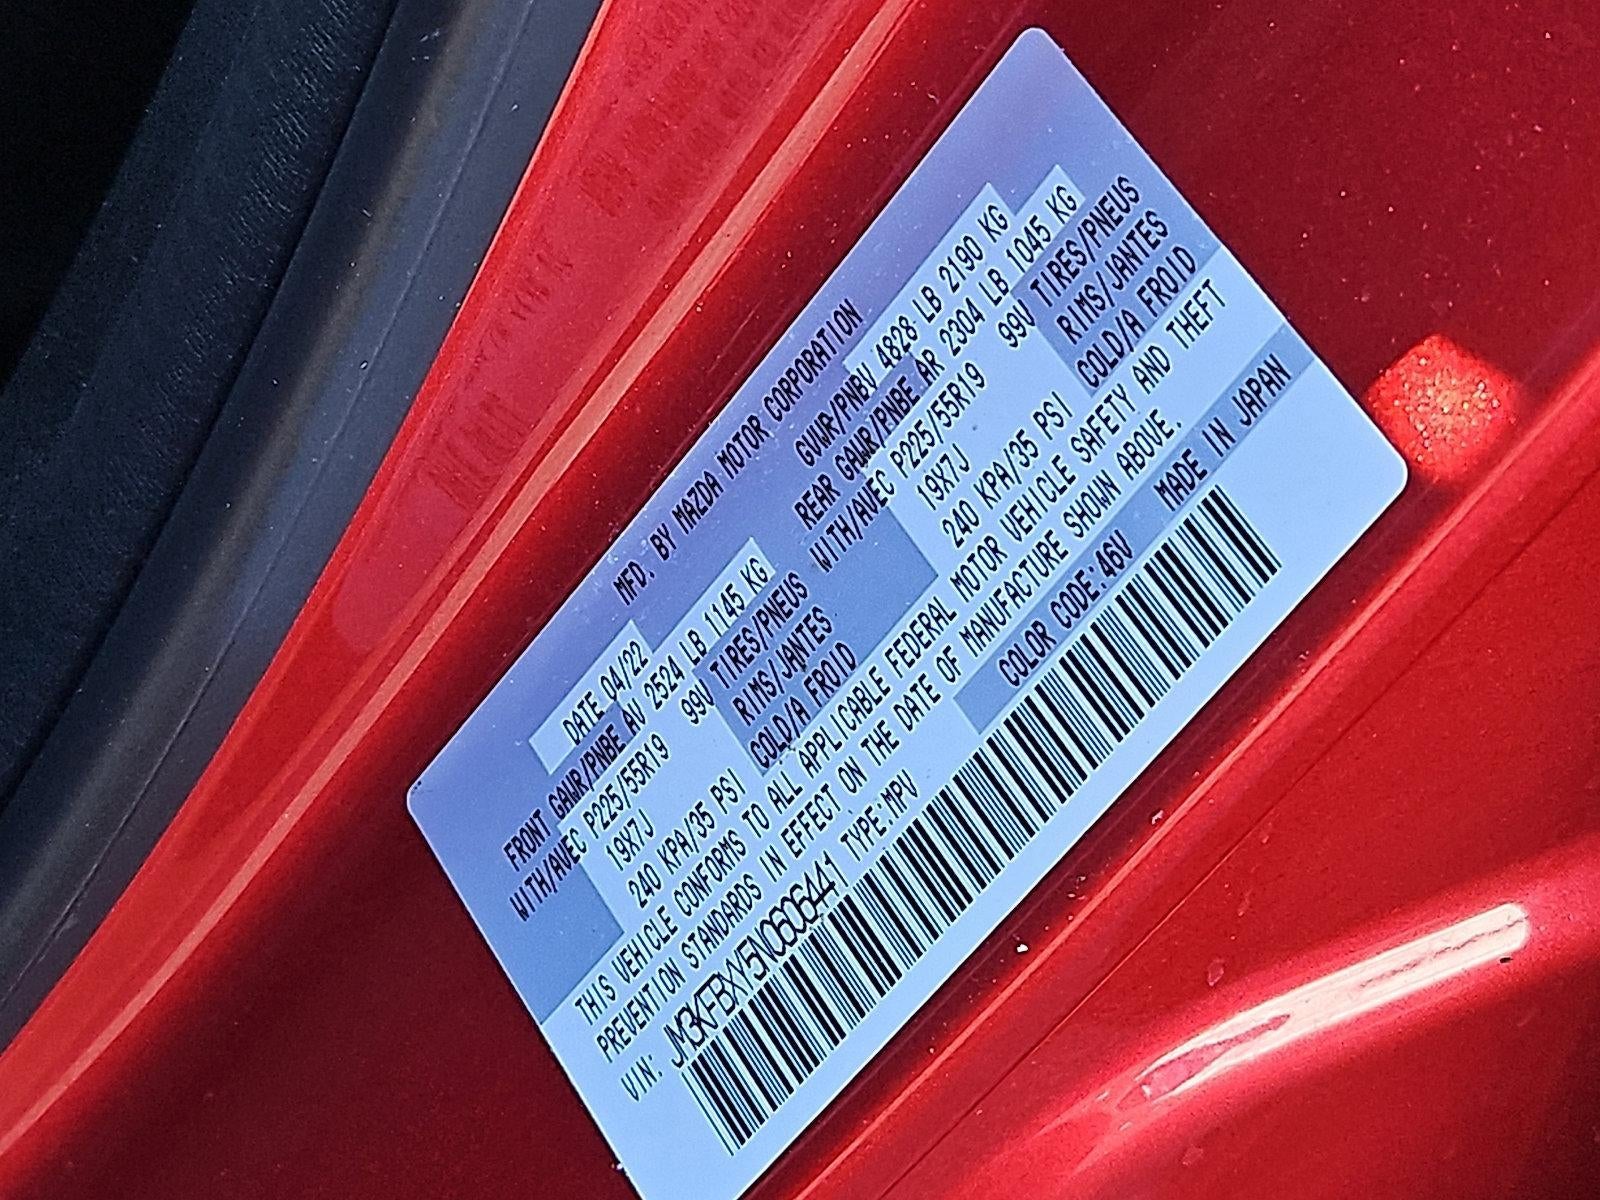 MFD. BY MAZDA MOTOR CORPORATION
DATE 04/22 GVWR/PNBV 4828 LB 2190 KG
FRONT GAWR/PNBE AV 2524 LB 1145 KG REAR GAWR/PNBE AR 2304 LB 1045 KG
WITH/AVEC P225/55R19 99V TIRES/PNEUS WITH/AVEC P225/55R19 99V TIRES/PNEUS
19X7J RIMS/JANTES 19X7J RIMS/JANTES
240 KPA/35 PSI COLD/A FROID 240 KPA/35 PSI COLD/A FROID
THIS VEHICLE CONFORMS TO ALL APPLICABLE FEDERAL MOTOR VEHICLE SAFETY AND THEFT
PREVENTION STANDARDS IN EFFECT ON THE DATE OF MANUFACTURE SHOWN ABOVE.
VIN: JM3KFBXY5N0606441 TYPE:MPV COLOR CODE:46V MADE IN JAPAN